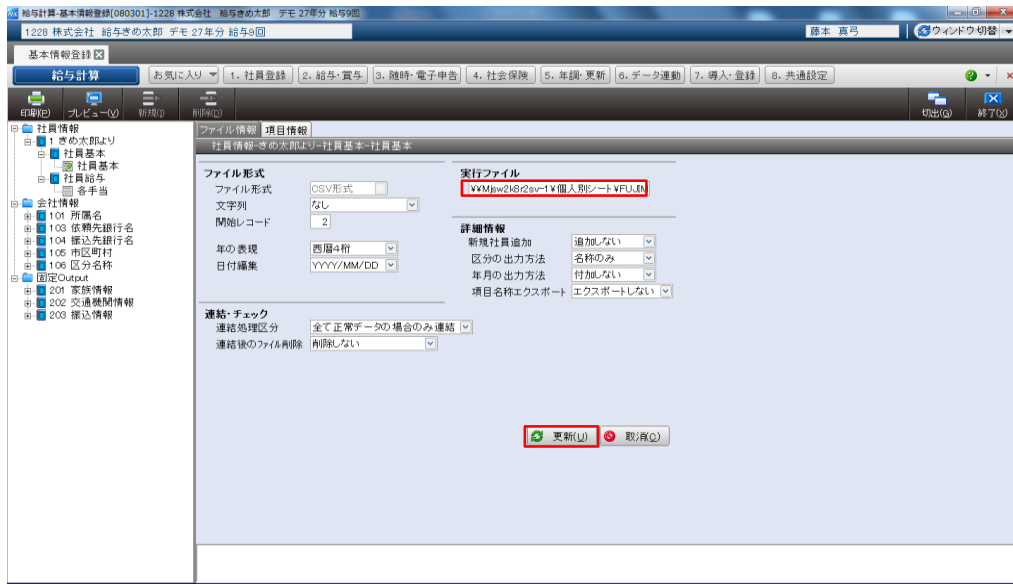 給与計算-基本情報登録[080301]-1228 株式会社 給与きめ太郎 デモ 27年分 給与9回
1228 株式会社 給与きめ太郎 デモ 27年分 給与9回
藤本 真弓
ウィンドウ切替
基本情報登録
給与計算
お気に入り
1. 社員登録
2. 給与・賞与
3. 随時・電子申告
4. 社会保険
5. 年調・更新
6. データ連動
7. 導入・登録
8. 共通設定
印刷(P)
プレビュー(V)
新規(I)
削除(D)
切出(G)
終了(X)
社員情報
1 きめ太郎より
社員基本
社員基本
社員給与
各手当
会社情報
101 所属名
103 依頼先銀行名
104 振込先銀行名
105 市区町村
106 区分名称
固定Output
201 家族情報
202 交通機関情報
203 振込情報
ファイル情報
項目情報
社員情報-きめ太郎より-社員基本-社員基本
ファイル形式
ファイル形式 CSV形式
文字列 なし
開始レコード 2
年の表現 西暦4桁
日付編集 YYYY/MM/DD
連結・チェック
連結処理区分 全て正常データの場合のみ連結
連結後のファイル削除 削除しない
実行ファイル
¥¥Mjsw2k8r2sv-1¥個人別シート¥FUJIM
詳細情報
新規社員追加 追加しない
区分の出力方法 名称のみ
年月の出力方法 付加しない
項目名称エクスポート エクスポートしない
更新(U)
取消(C)